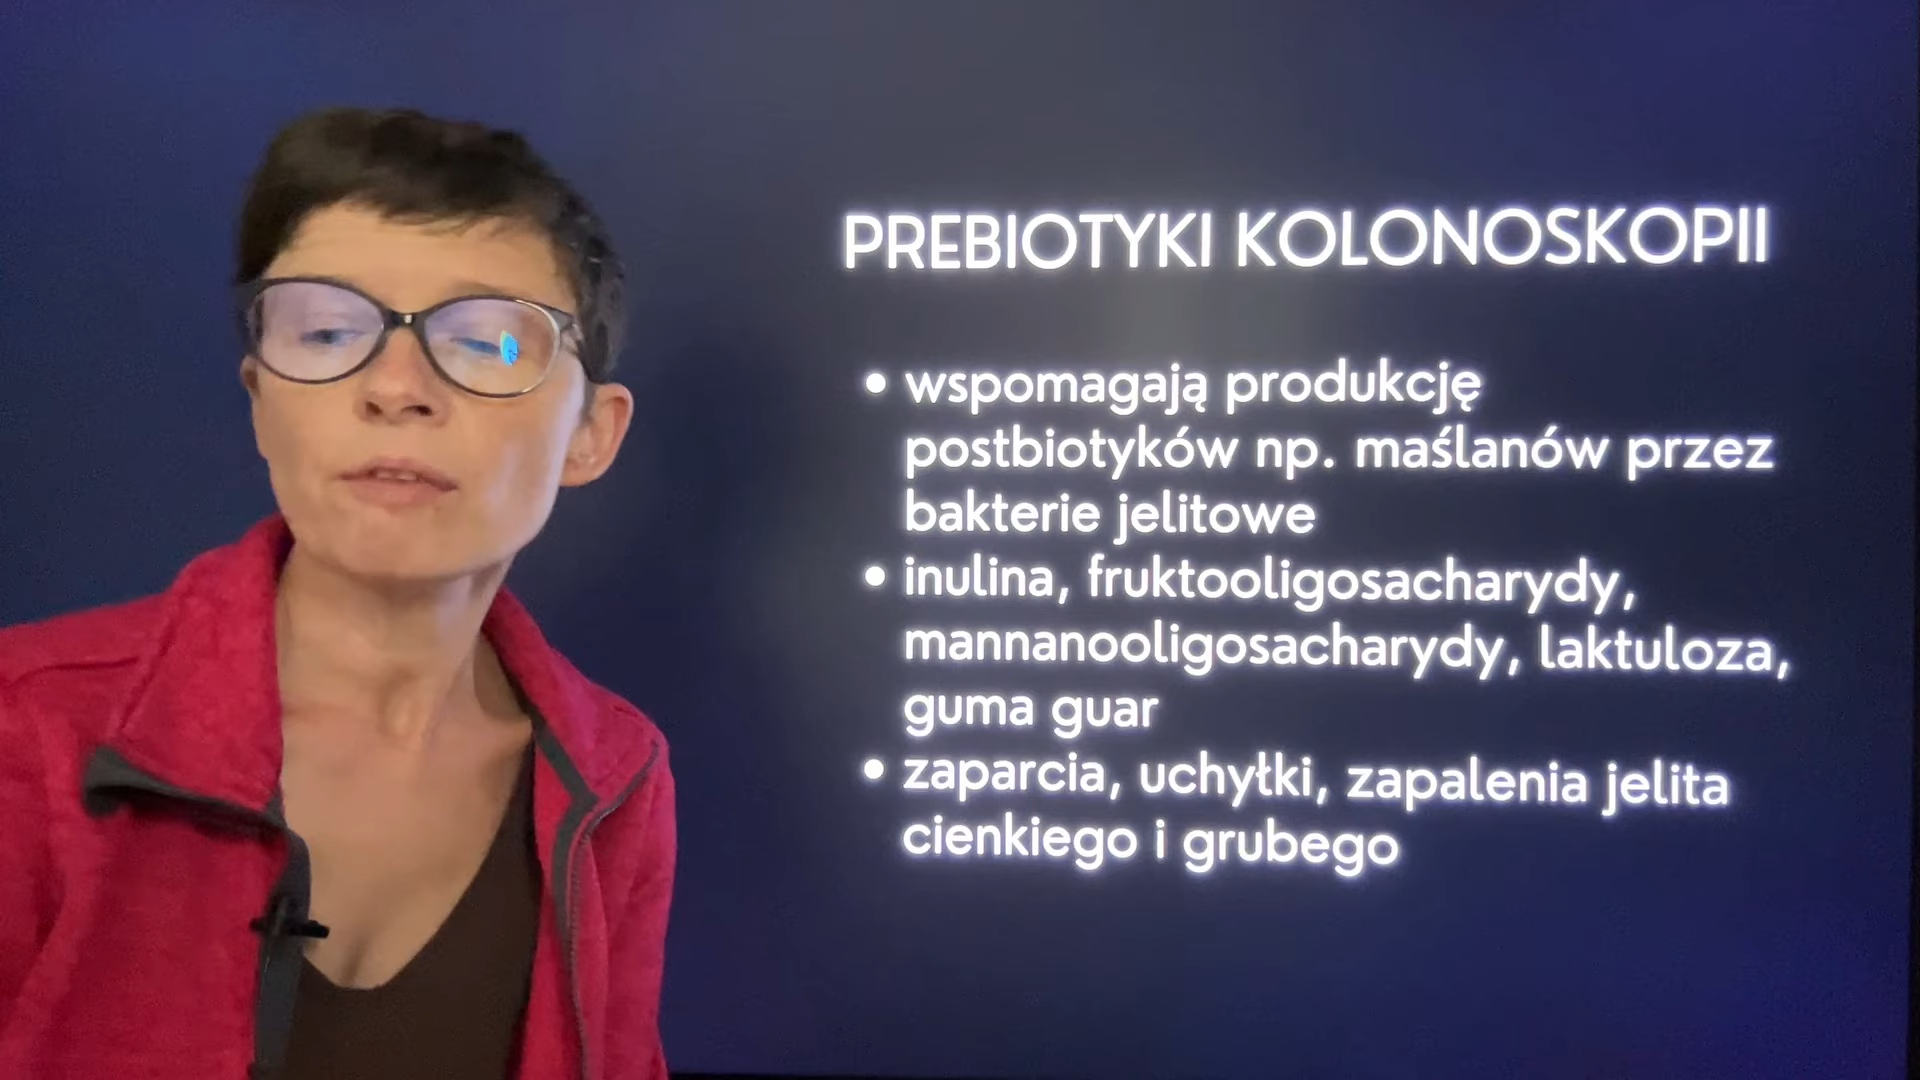 PREBIOTYKI KOLONOSKOPII
• wspomagają produkcję
postbiotyków np. maślanów przez
bakterie jelitowe
• inulina, fruktooligosacharydy,
mannanooligosacharydy, laktuloza,
guma guar
• zaparcia, uchyłki, zapalenia jelita
cienkiego i grubego